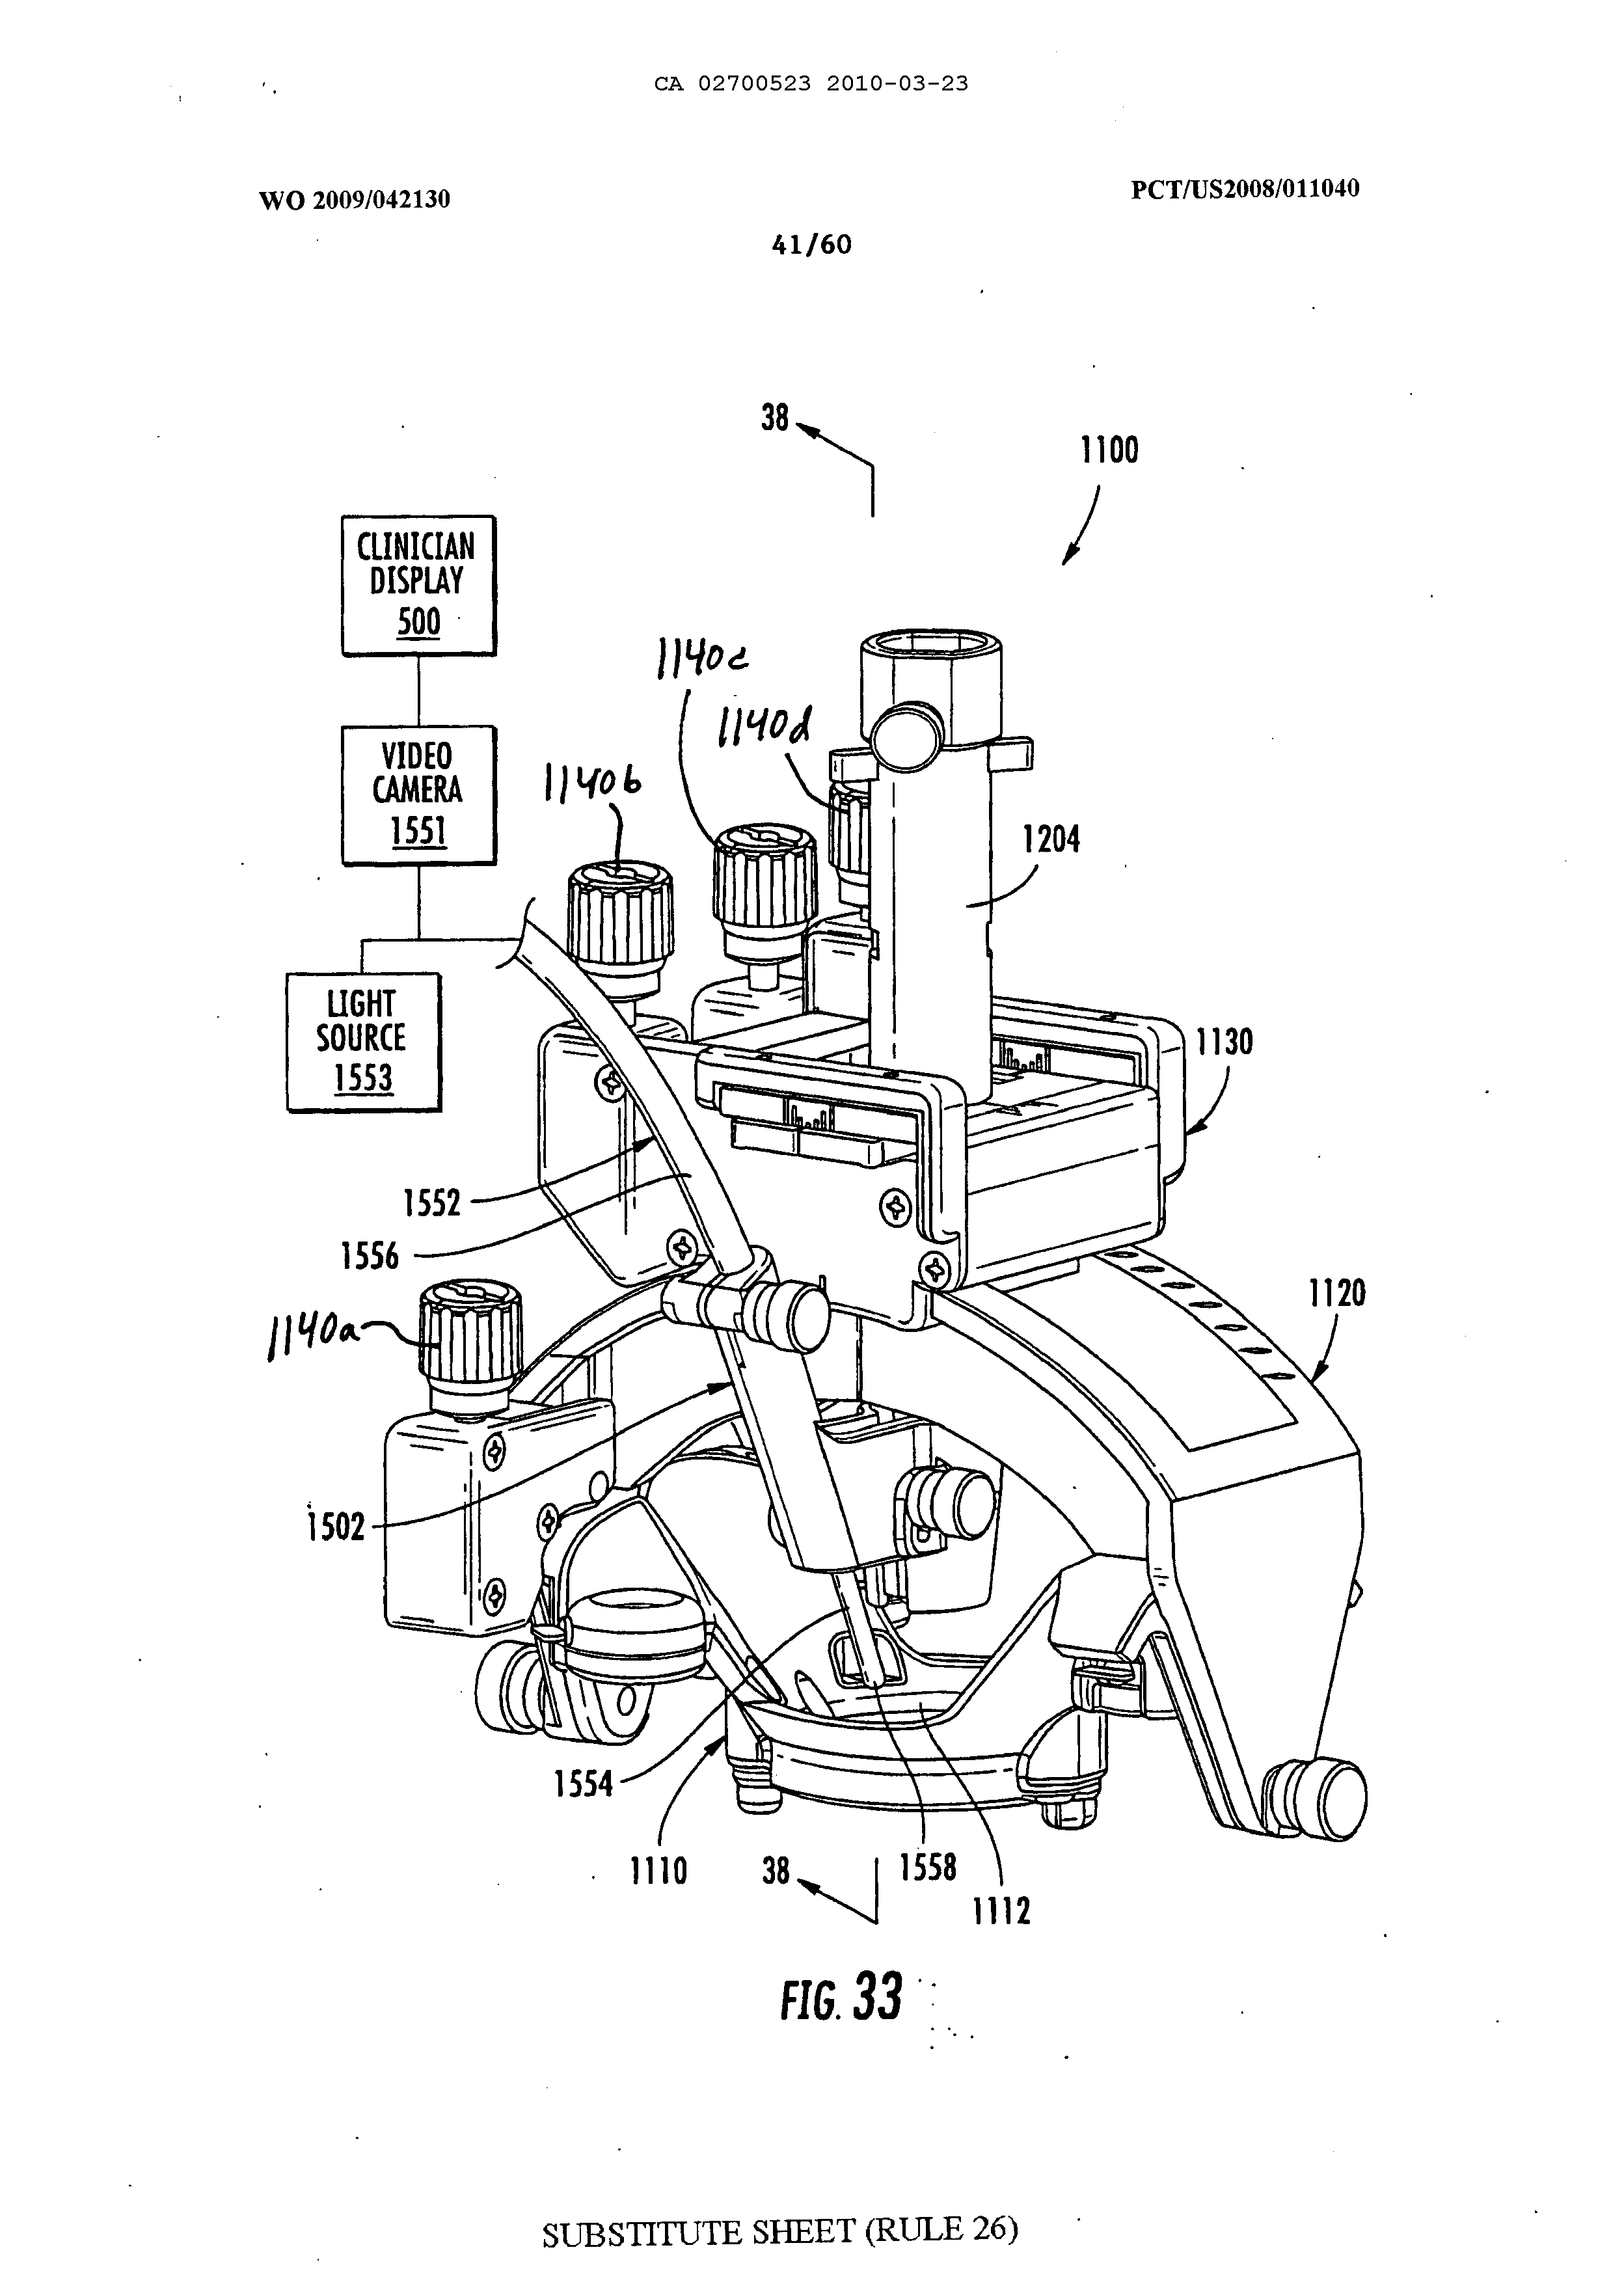 CA 02700523 2010-03-23
WO 2009/042130
PCT/US2008/011040
41/60
38
1100
CLINICIAN
DISPLAY
500
1140c
1140d
VIDEO
CAMERA
1551
1140b
1204
LIGHT
SOURCE
1553
1130
1552
1556
1120
1140a
1502
1554
1110
38
1558
1112
FIG. 33
SUBSTITUTE SHEET (RULE 26)